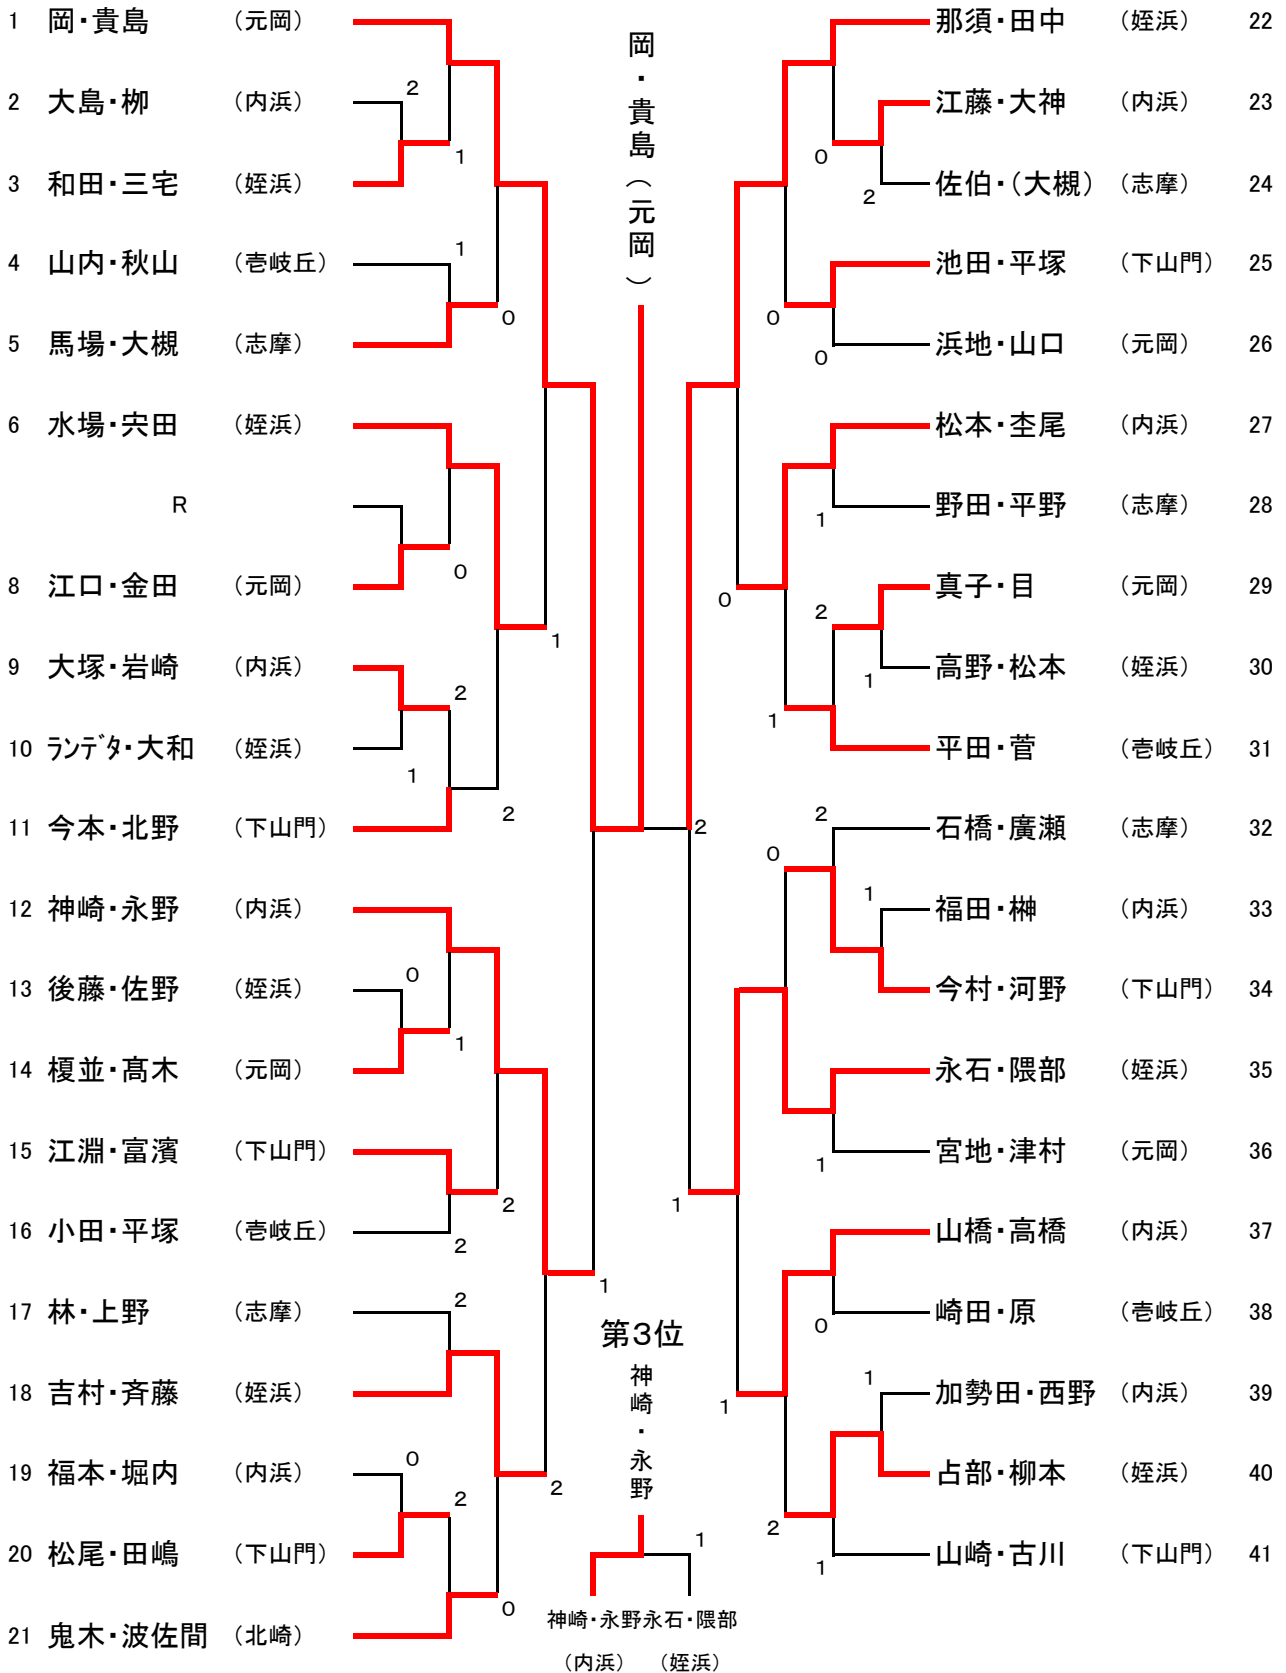 1 岡・貴島 （元岡）
2 大島・栁 （内浜） 2
1
3 和田・三宅 （姪浜）
4 山内・秋山 （壱岐丘） 1
0
5 馬場・大槻 （志摩）
6 水場・宍田 （姪浜）
R
0
8 江口・金田 （元岡）
1
9 大塚・岩崎 （内浜）
2
10 ﾗﾝﾃﾞﾀ・大和 （姪浜）
1
2
11 今本・北野 （下山門）
12 神崎・永野 （内浜）
0
13 後藤・佐野 （姪浜）
1
14 榎並・髙木 （元岡）
15 江淵・富濱 （下山門）
2
16 小田・平塚 （壱岐丘）
2
1
17 林・上野 （志摩） 2
18 吉村・斉藤 （姪浜）
0
19 福本・堀内 （内浜）
2
2
20 松尾・田嶋 （下山門）
0
21 鬼木・波佐間 （北崎）
岡・貴島（元岡）
2
第3位
神崎・永野
1
神崎・永野 永石・隈部
（内浜） （姪浜）
那須・田中 （姪浜） 22
江藤・大神 （内浜） 23
0
佐伯・（大槻） （志摩） 24
2
池田・平塚 （下山門） 25
0
浜地・山口 （元岡） 26
0
松本・杢尾 （内浜） 27
野田・平野 （志摩） 28
1
真子・目 （元岡） 29
0
2
高野・松本 （姪浜） 30
1
1
平田・菅 （壱岐丘） 31
石橋・廣瀬 （志摩） 32
2
0
福田・榊 （内浜） 33
1
今村・河野 （下山門） 34
永石・隈部 （姪浜） 35
宮地・津村 （元岡） 36
1
1
山橋・高橋 （内浜） 37
崎田・原 （壱岐丘） 38
0
加勢田・西野 （内浜） 39
1
1
占部・柳本 （姪浜） 40
2
山崎・古川 （下山門） 41
1